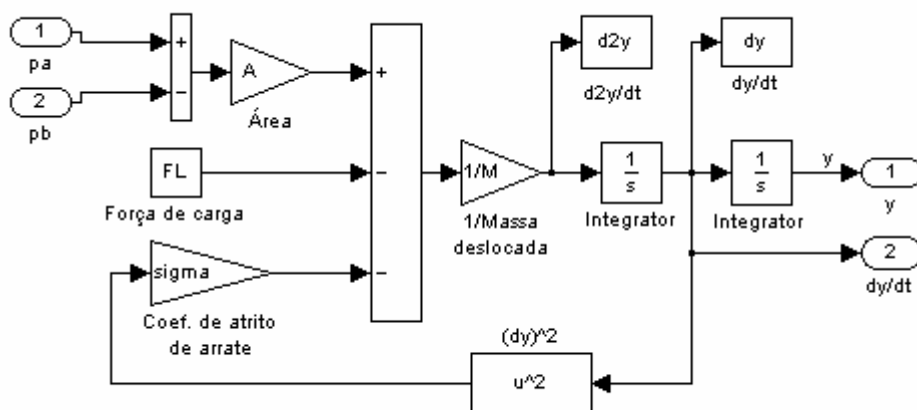 1
pa
2
pb
+
−
A
Área
FL
Força de carga
sigma
Coef. de atrito
de arrate
+
−
−
1/M
1/Massa
deslocada
d2y
d2y/dt
1
s
Integrator
dy
dy/dt
1
s
Integrator
y
1
y
2
dy/dt
(dy)^2
u^2